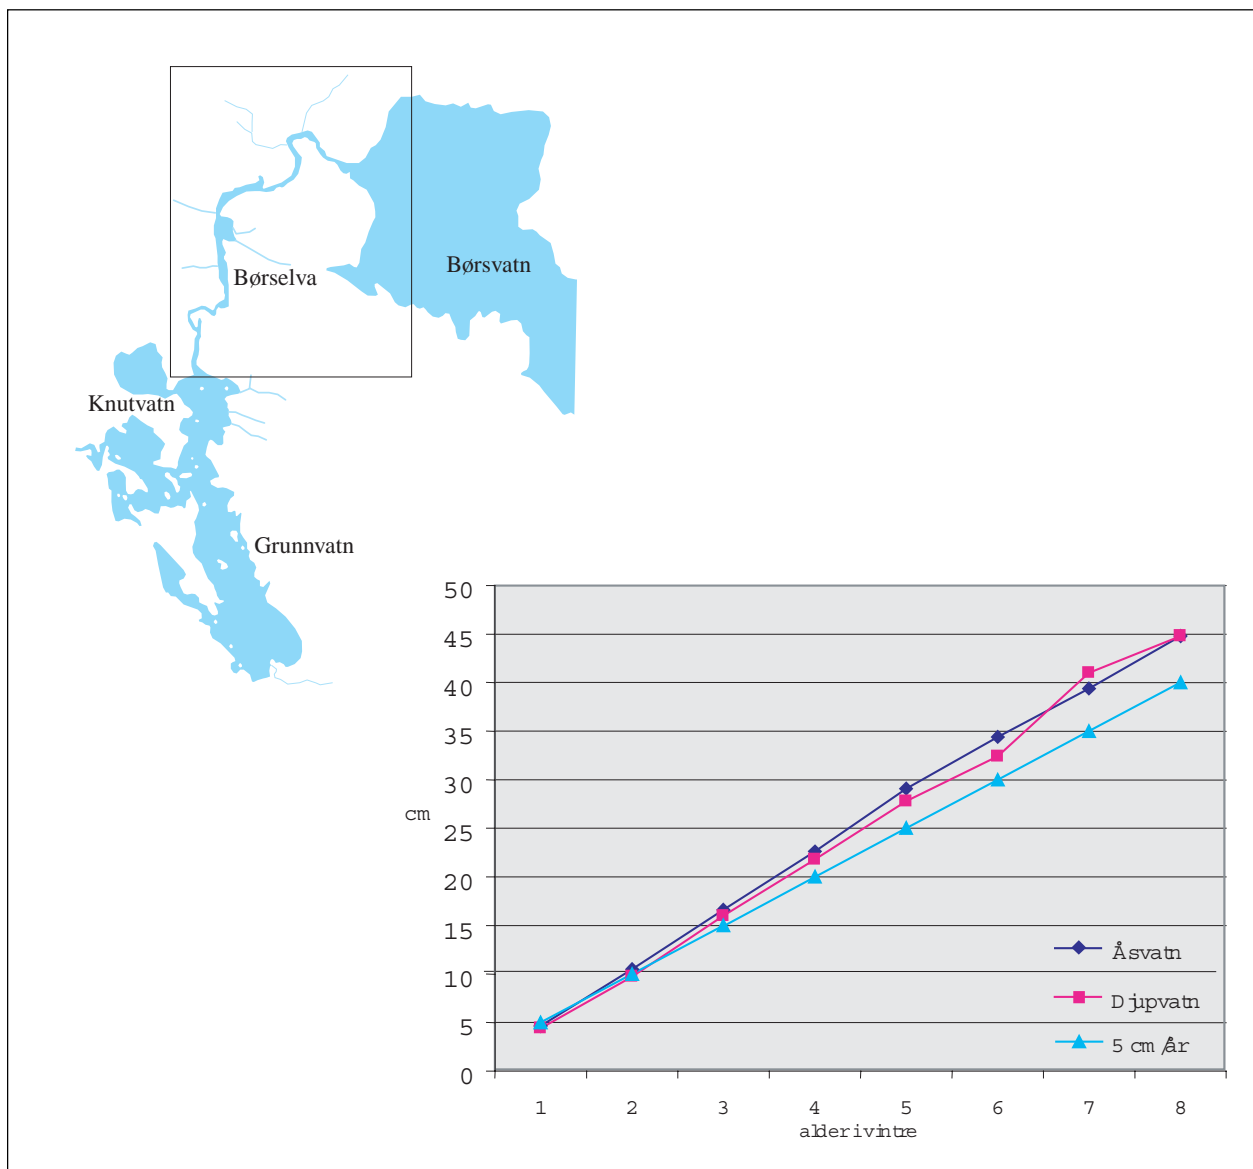 Børselva
Børsvatn
Knutvatn
Grunnvatn
50
45
40
35
30
25
20
15
10
5
0
cm
Åsvatn
Djupvatn
5 cm/år
1 2 3 4 5 6 7 8
alder i vintre